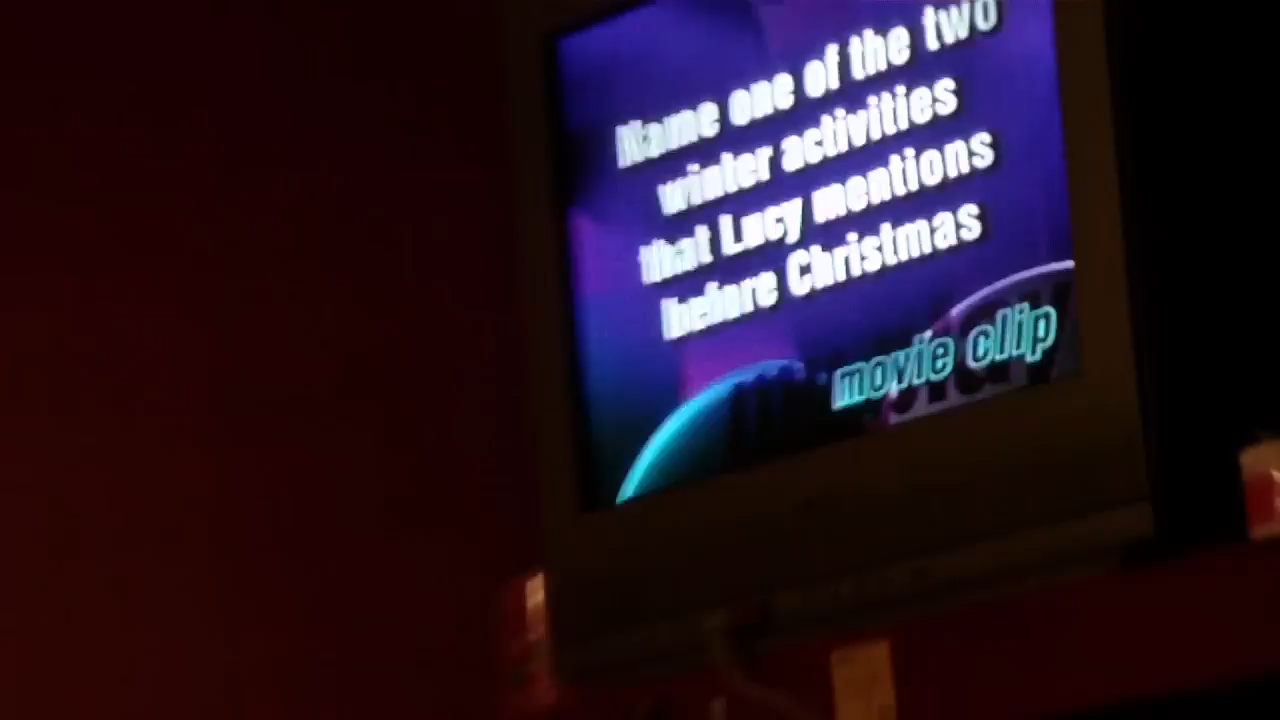 Name one of the two
winter activities
that Lucy mentions
before Christmas
movie clip